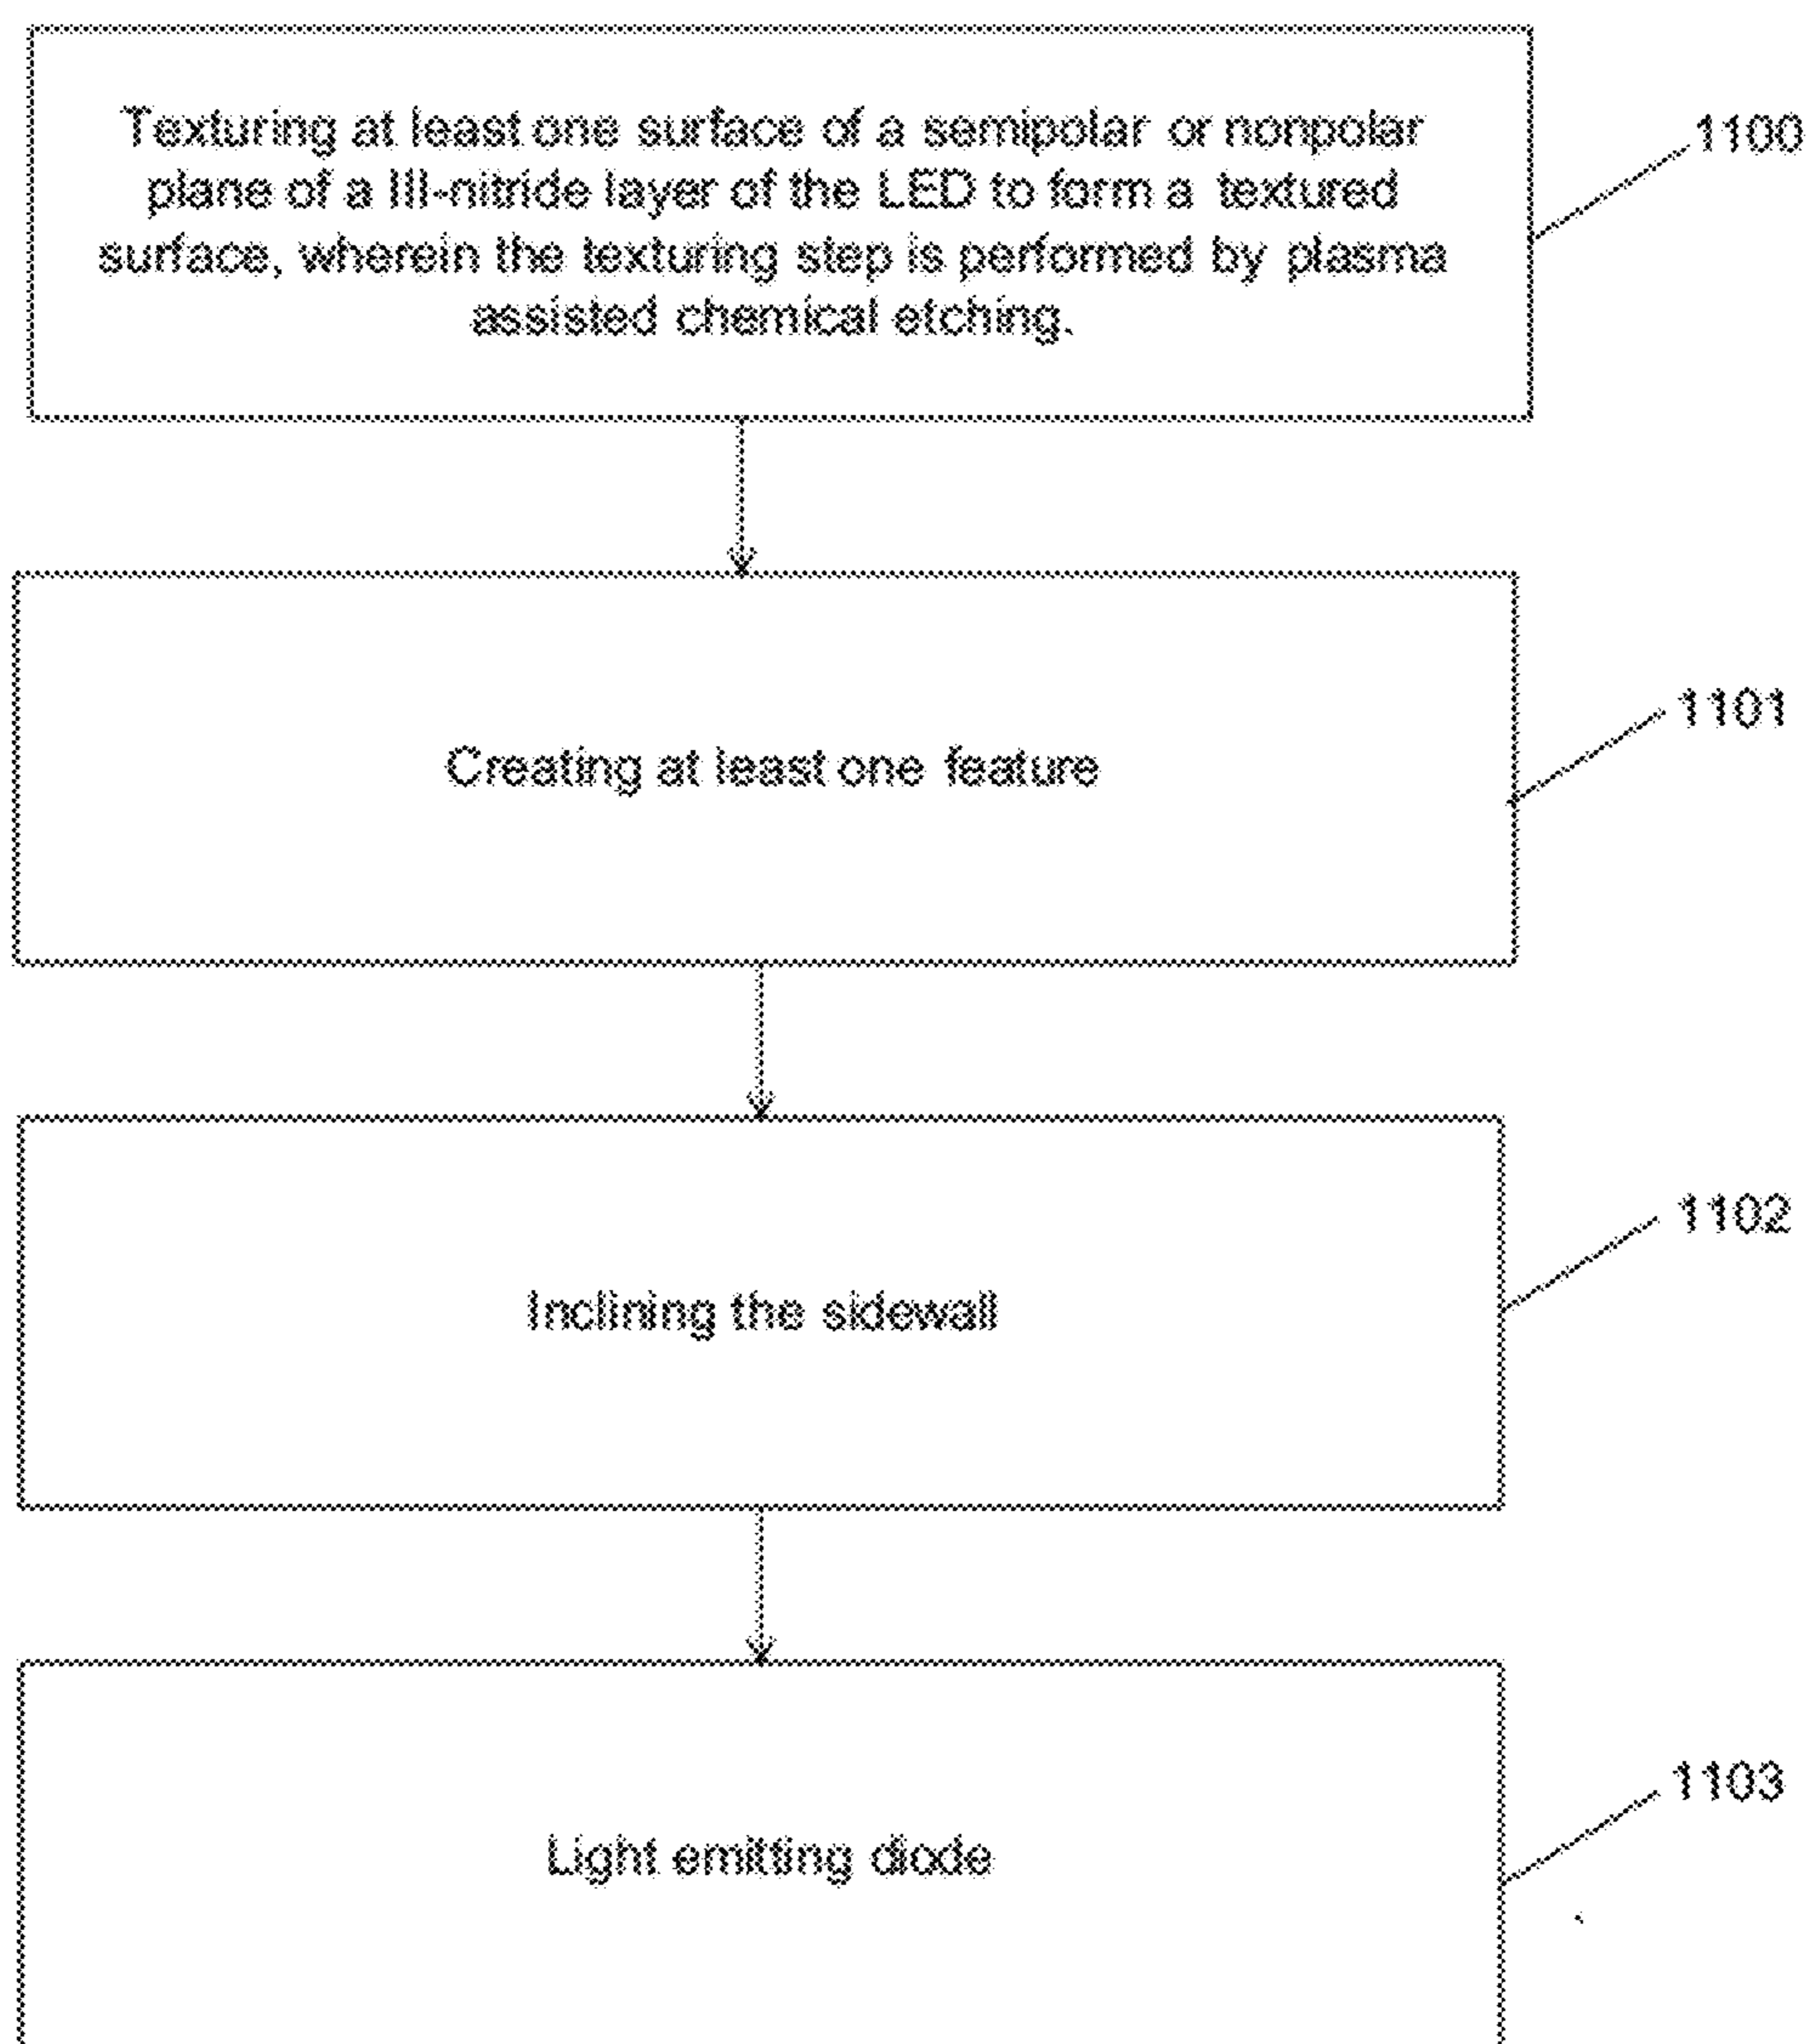 Texturing at least one surface of a semipolar or nonpolar
plane of a III-nitride layer of the LED to form a textured
surface, wherein the texturing step is performed by plasma
assisted chemical etching.
1100
Creating at least one feature
1101
Inclining the sidewall
1102
Light emitting diode
1103